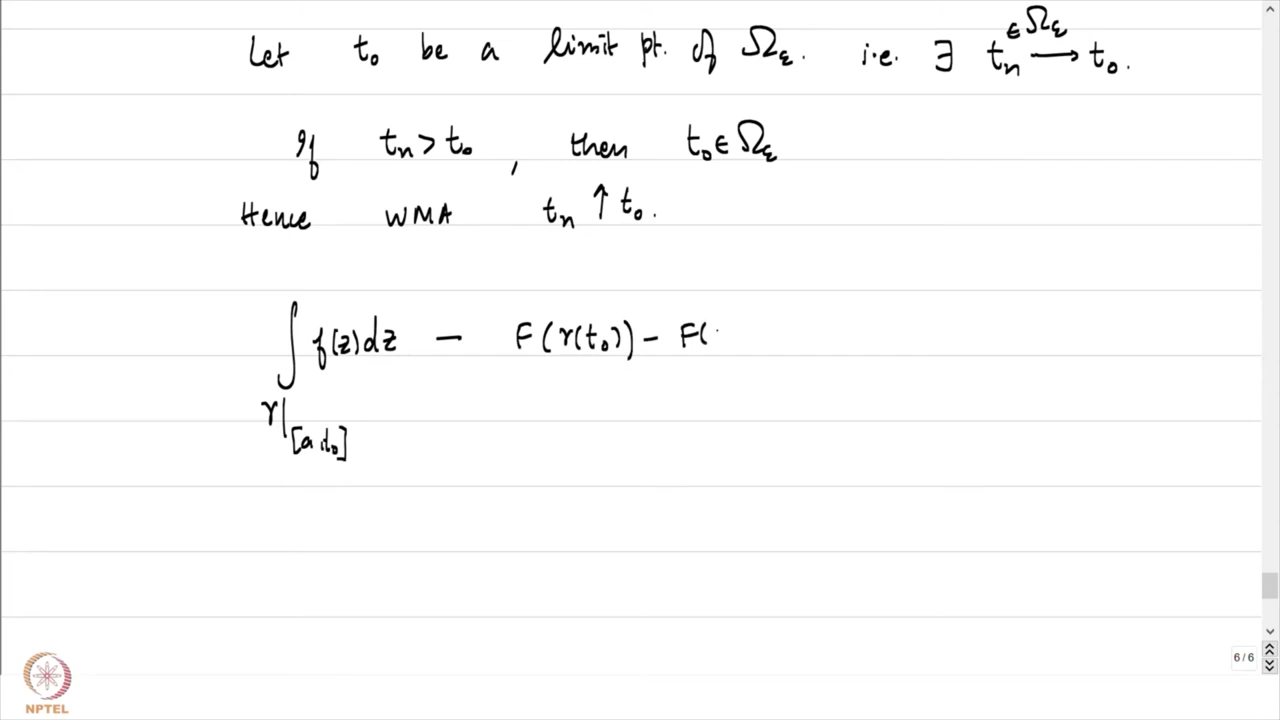 Let t₀ be a limit pt. of Ω_ε. i.e. ∃ t_n ∈ Ω_ε ⟶ t₀.
If t_n > t₀, then t₀ ∈ Ω_ε
Hence WMA t_n ↑ t₀.
∫_{γ|_{[a,t₀]}} f(z)dz — F(γ(t₀)) - F(
6 / 6
NPTEL